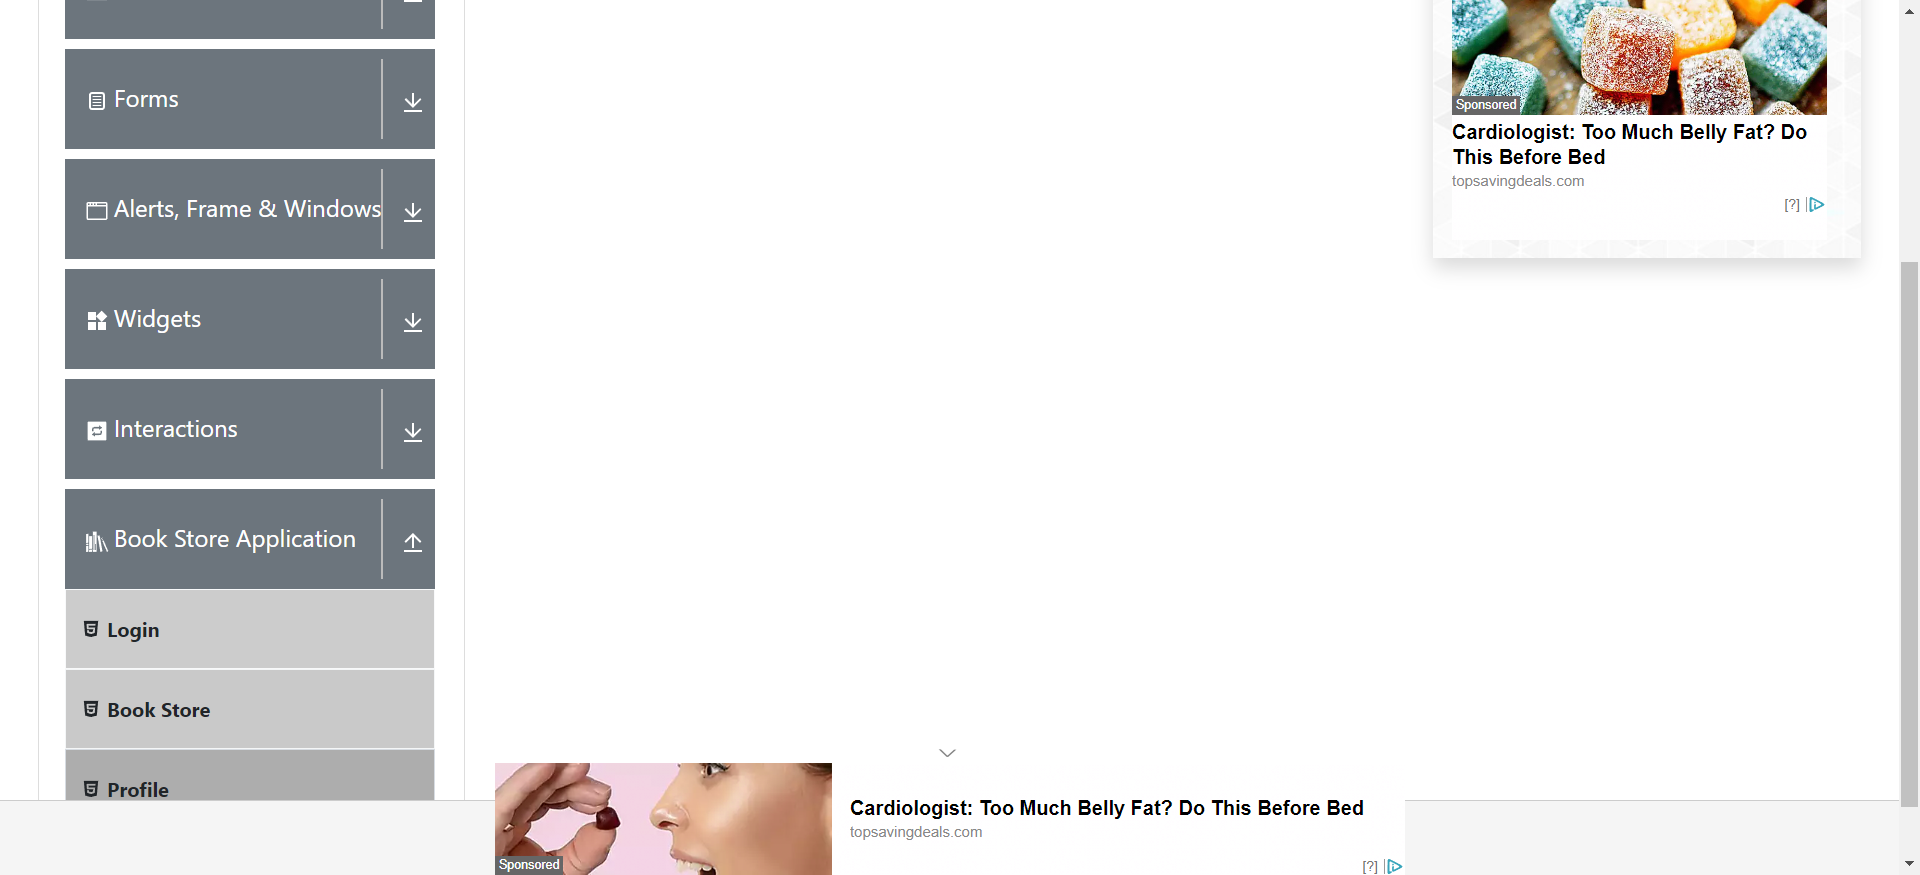 Forms
Alerts, Frame & Windows
Widgets
Interactions
Book Store Application
Login
Book Store
Profile
Sponsored
Cardiologist: Too Much Belly Fat? Do
This Before Bed
topsavingdeals.com
[?]
Sponsored
Cardiologist: Too Much Belly Fat? Do This Before Bed
topsavingdeals.com
[?]